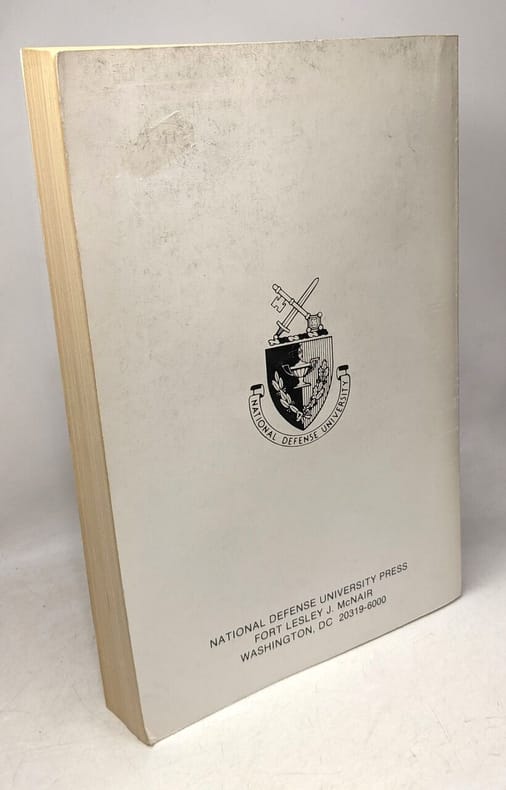 NATIONAL DEFENSE UNIVERSITY
NATIONAL DEFENSE UNIVERSITY PRESS
FORT LESLEY J. McNAIR
WASHINGTON, DC 20319-6000